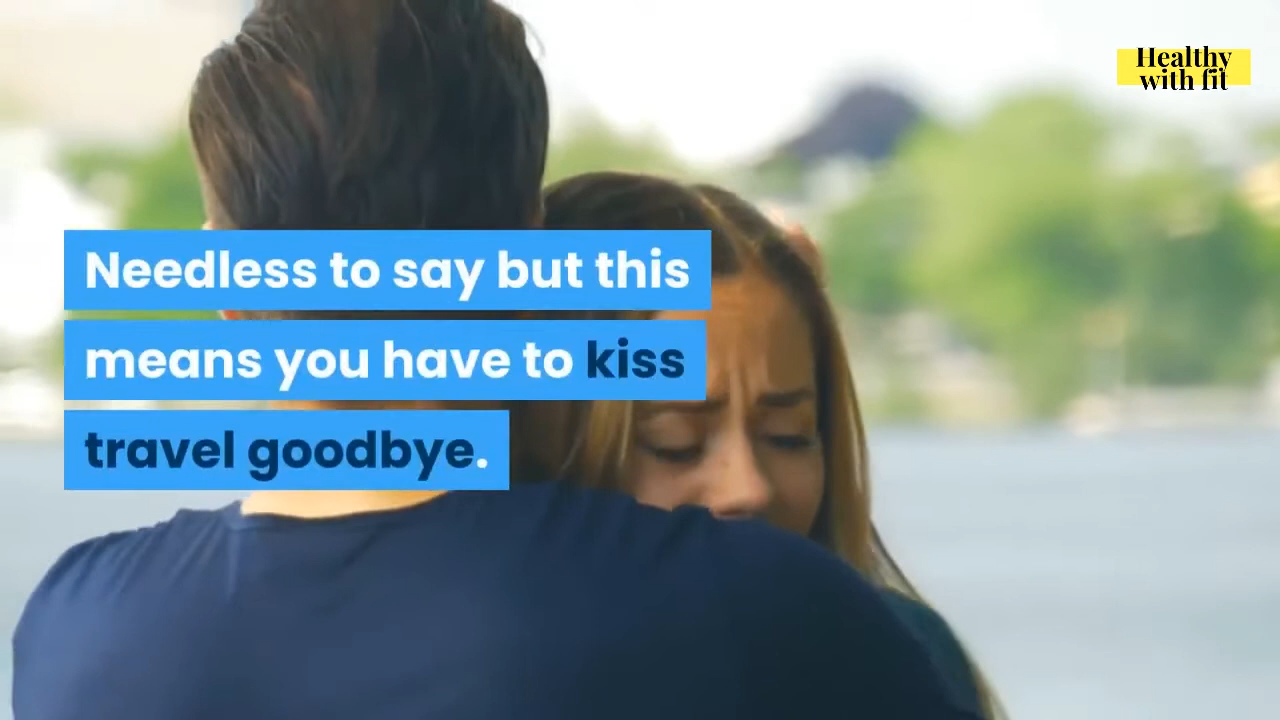 Healthy
with fit
Needless to say but this
means you have to kiss
travel goodbye.